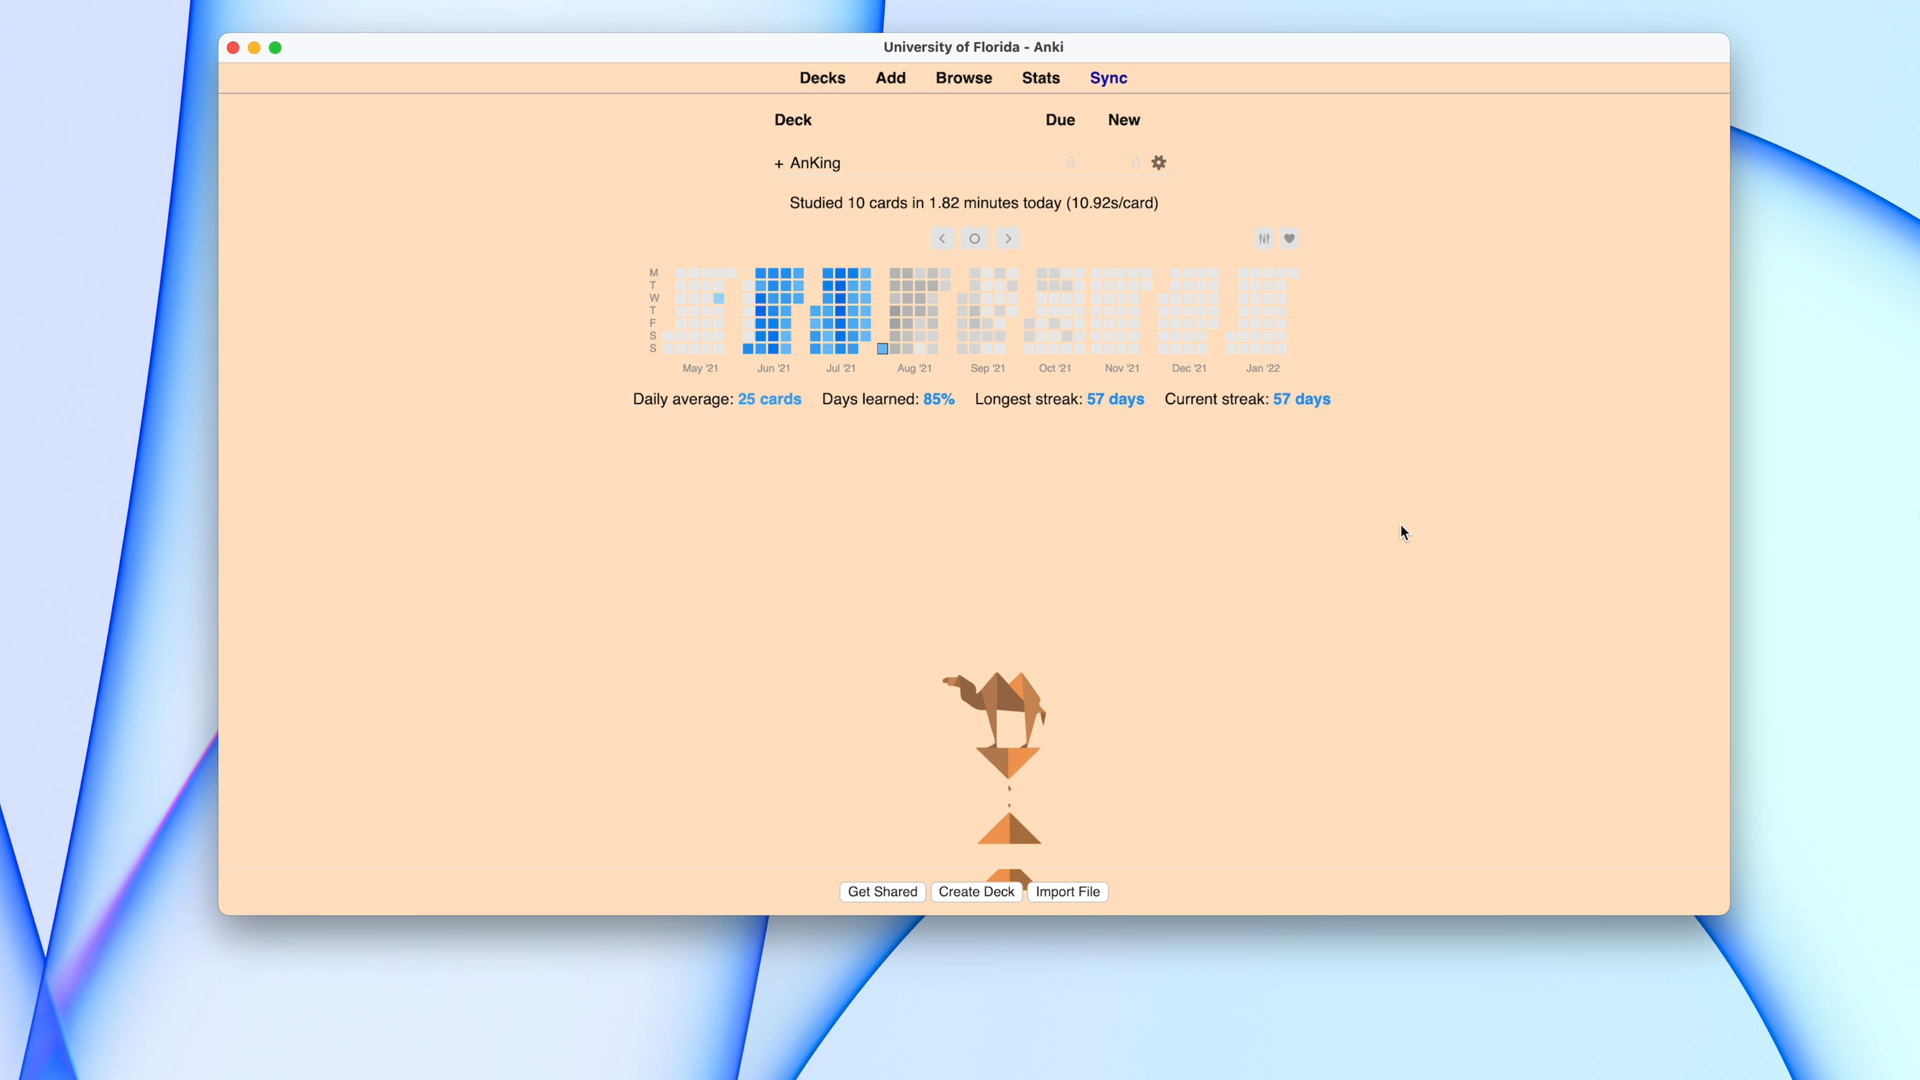 University of Florida - Anki
Decks Add Browse Stats Sync
Deck Due New
+ AnKing 0 0
Studied 10 cards in 1.82 minutes today (10.92s/card)
M
T
W
T
F
S
S
May '21 Jun '21 Jul '21 Aug '21 Sep '21 Oct '21 Nov '21 Dec '21 Jan '22
Daily average: 25 cards Days learned: 85% Longest streak: 57 days Current streak: 57 days
Get Shared Create Deck Import File